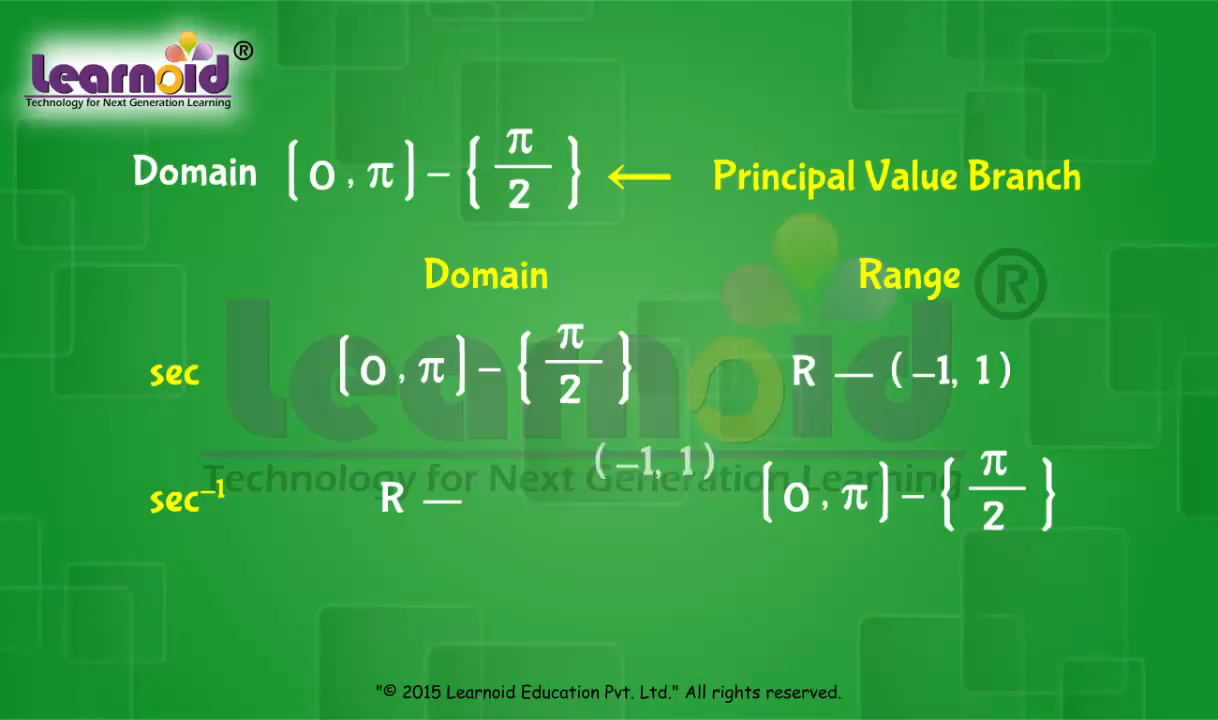 Learnoid ®
Technology for Next Generation Learning
Domain [0, π] – {π/2} ← Principal Value Branch
Domain Range
sec [0, π] – {π/2} R — (–1, 1)
sec⁻¹ R — (–1, 1) [0, π] – {π/2}
Learnoid ®
Technology for Next Generation Learning
"© 2015 Learnoid Education Pvt. Ltd." All rights reserved.